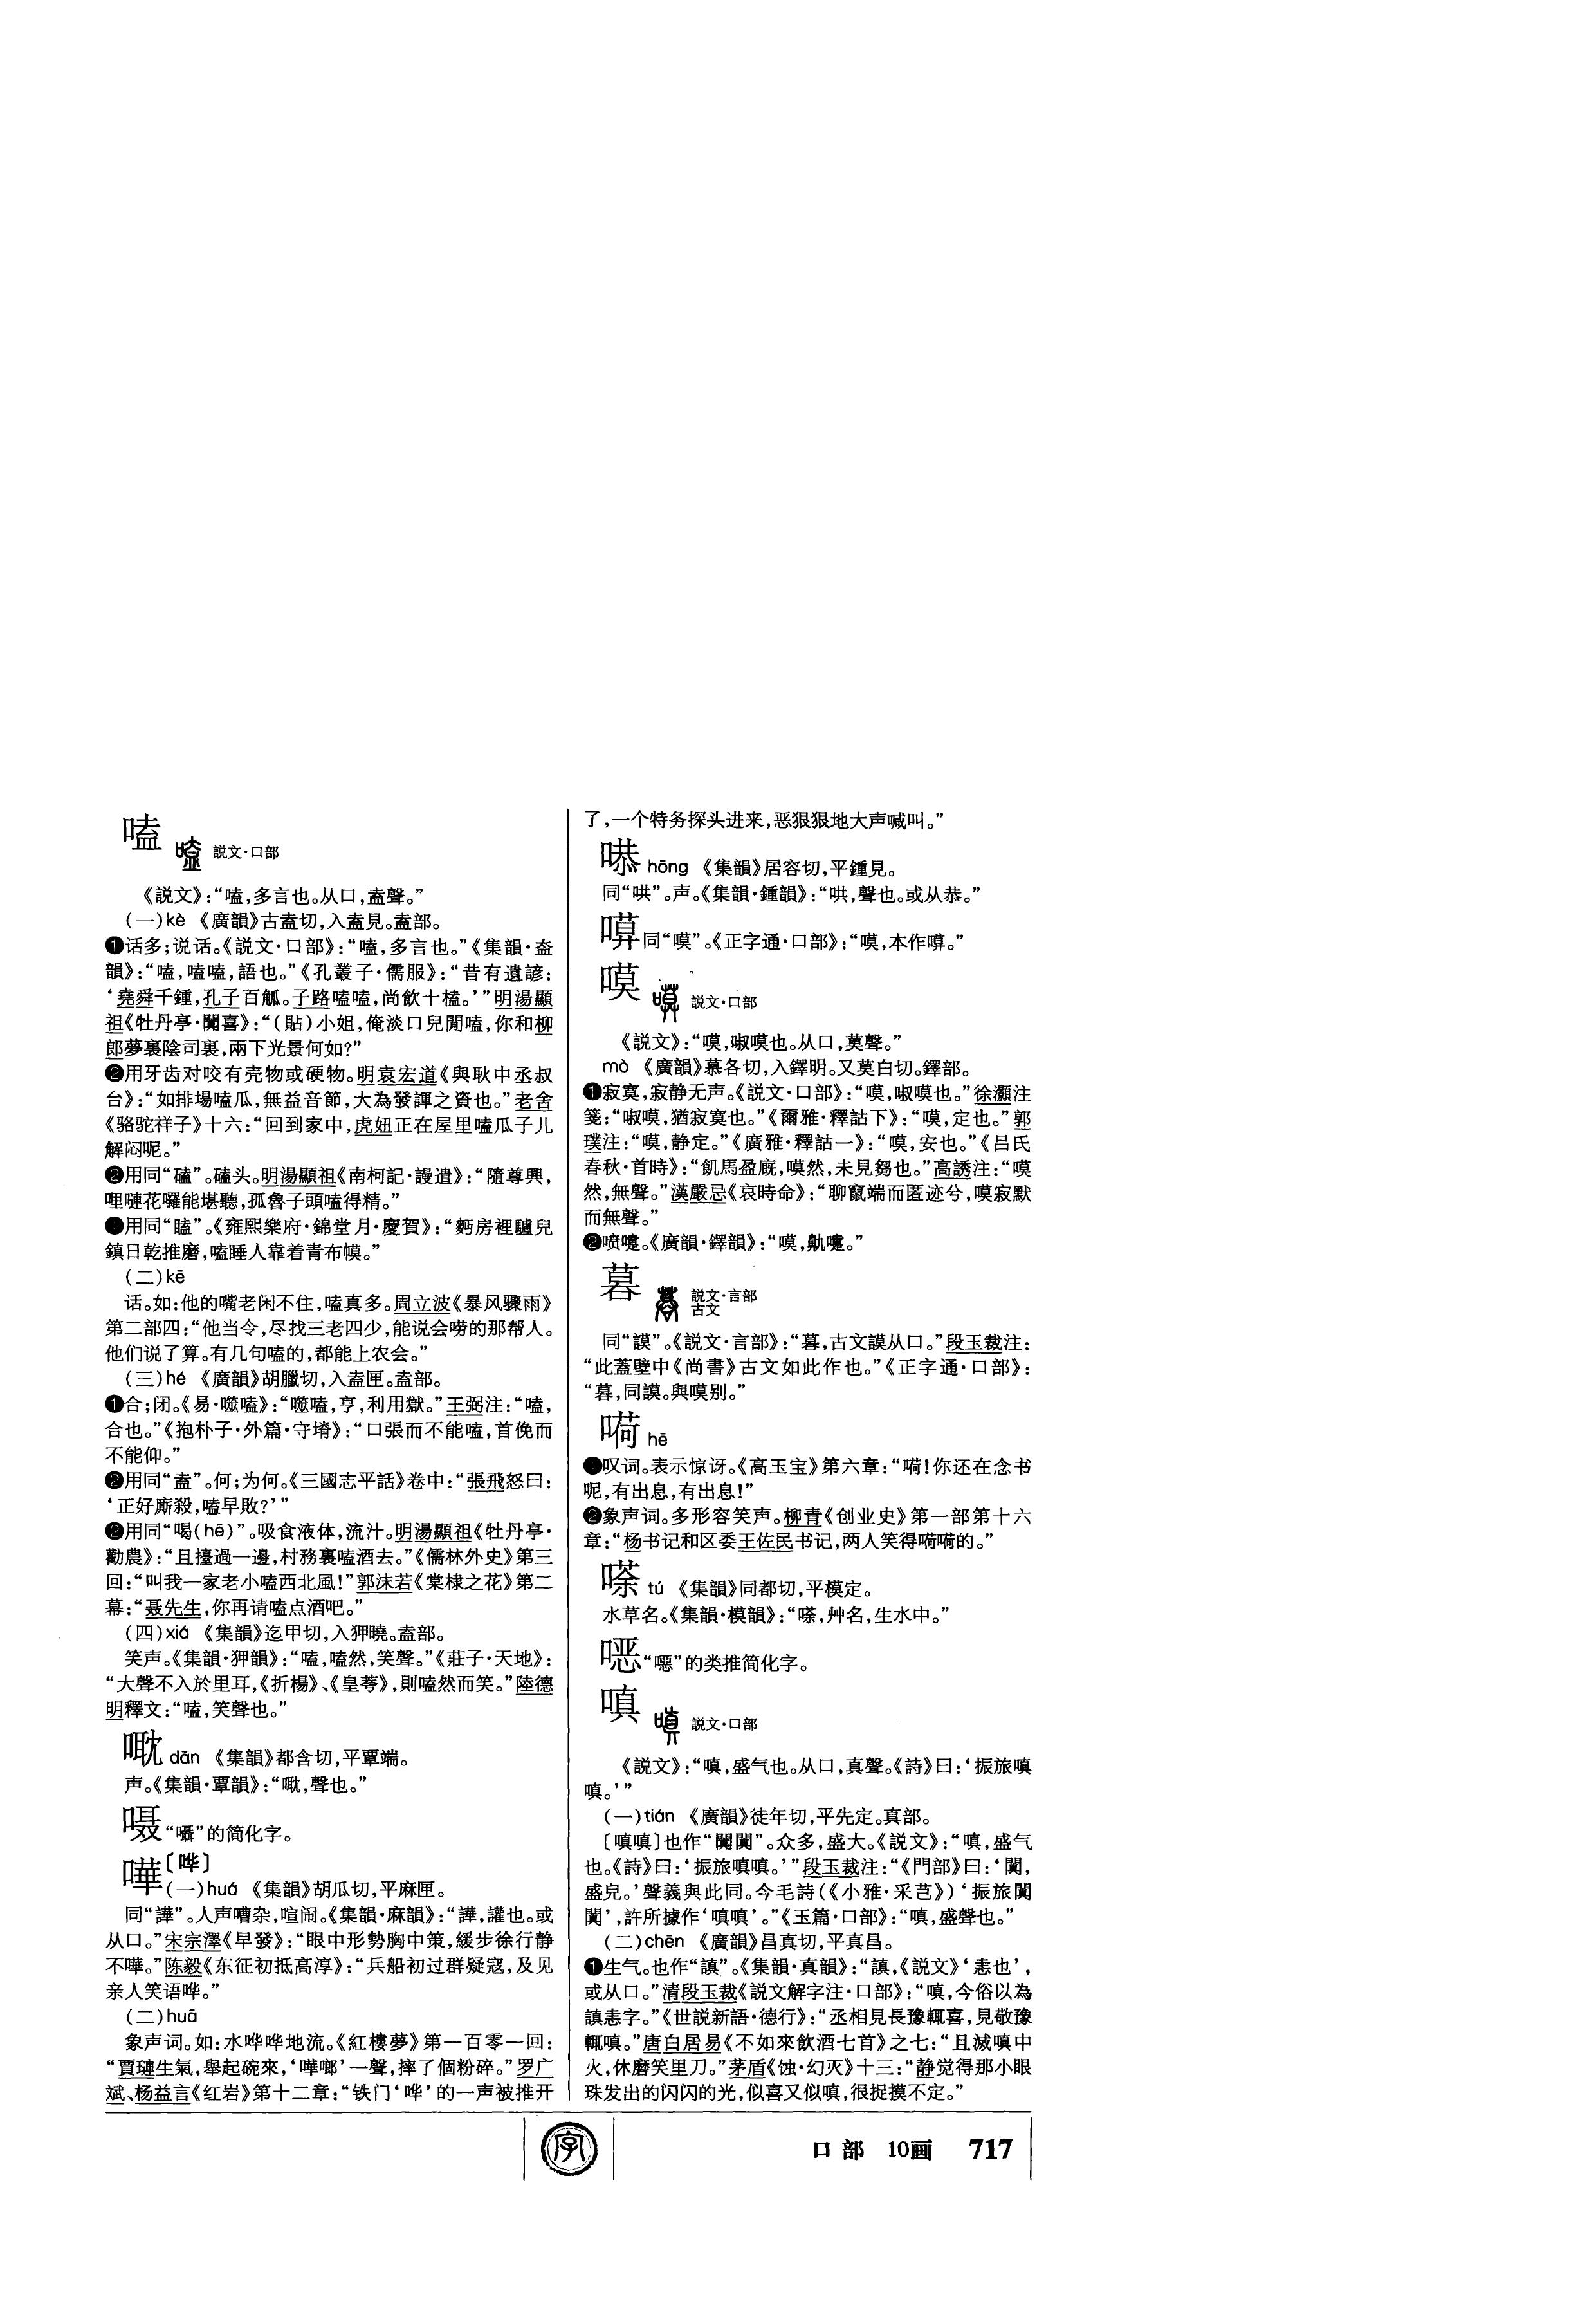 嗑
説文·口部
《説文》：“嗑，多言也。从口，盍聲。”
（一）kè 《廣韻》古盍切，入盍見。盍部。
❶话多；说话。《説文·口部》：“嗑，多言也。”《集韻·盇
韻》：“嗑，嗑嗑，語也。”《孔叢子·儒服》：“昔有遺諺：
‘堯舜千鍾，孔子百觚。子路嗑嗑，尚飲十榼。’”明湯顯
祖《牡丹亭·鬧喜》：“（貼）小姐，俺淡口兒閒嗑，你和柳
郎夢裏陰司裏，兩下光景何如？”
❷用牙齿对咬有壳物或硬物。明袁宏道《與耿中丞叔
台》：“如排場嗑瓜，無益音節，大為發諢之資也。”老舍
《骆驼祥子》十六：“回到家中，虎妞正在屋里嗑瓜子儿
解闷呢。”
❷用同“磕”。磕头。明湯顯祖《南柯記·謾遣》：“隨尊興，
哩嗹花囉能堪聽，孤魯子頭嗑得精。”
●用同“瞌”。《雍熙樂府·錦堂月·慶賀》：“麪房裡驢兒
鎮日乾推磨，嗑睡人靠着青布幙。”
（二）kē
话。如：他的嘴老闲不住，嗑真多。周立波《暴风骤雨》
第二部四：“他当令，尽找三老四少，能说会唠的那帮人。
他们说了算。有几句嗑的，都能上农会。”
（三）hé 《廣韻》胡臘切，入盍匣。盍部。
❶合；闭。《易·噬嗑》：“噬嗑，亨，利用獄。”王弼注：“嗑，
合也。”《抱朴子·外篇·守塉》：“口張而不能嗑，首俛而
不能仰。”
❷用同“盍”。何；为何。《三國志平話》卷中：“張飛怒曰：
‘正好廝殺，嗑早敗？’”
❷用同“喝（hē）”。吸食液体，流汁。明湯顯祖《牡丹亭·
勸農》：“且擡過一邊，村務裏嗑酒去。”《儒林外史》第三
回：“叫我一家老小嗑西北風！”郭沫若《棠棣之花》第二
幕：“聂先生，你再请嗑点酒吧。”
（四）xiá 《集韻》迄甲切，入狎曉。盍部。
笑声。《集韻·狎韻》：“嗑，嗑然，笑聲。”《莊子·天地》：
“大聲不入於里耳，《折楊》、《皇荂》，則嗑然而笑。”陸德
明釋文：“嗑，笑聲也。”
嘚 dān 《集韻》都含切，平覃端。
声。《集韻·覃韻》：“，聲也。”
嗫“囁”的简化字。
嘩〔哗〕
（一）huá 《集韻》胡瓜切，平麻匣。
同“譁”。人声嘈杂，喧闹。《集韻·麻韻》：“譁，讙也。或
从口。”宋宗澤《早發》：“眼中形勢胸中策，緩步徐行静
不嘩。”陈毅《东征初抵高淳》：“兵船初过群疑寇，及见
亲人笑语哗。”
（二）huā
象声词。如：水哗哗地流。《紅樓夢》第一百零一回：
“賈璉生氣，舉起碗來，‘嘩啷’一聲，摔了個粉碎。”罗广
斌、杨益言《红岩》第十二章：“铁门‘哗’的一声被推开
了，一个特务探头进来，恶狠狠地大声喊叫。”
㗢 hōng 《集韻》居容切，平鍾見。
同“哄”。声。《集韻·鍾韻》：“哄，聲也。或从恭。”
同“嗼”。《正字通·口部》：“嗼，本作。”
嗼
説文·口部
《説文》：“嗼，啾嗼也。从口，莫聲。”
mò 《廣韻》慕各切，入鐸明。又莫白切。鐸部。
❶寂寞，寂静无声。《説文·口部》：“嗼，㖡嗼也。”徐灝注
箋：“㖡嗼，猶寂寞也。”《爾雅·釋詁下》：“嗼，定也。”郭
璞注：“嗼，静定。”《廣雅·釋詁一》：“嗼，安也。”《吕氏
春秋·首時》：“飢馬盈廄，嗼然，未見芻也。”高誘注：“嗼
然，無聲。”漢嚴忌《哀時命》：“聊竄端而匿迹兮，嗼寂默
而無聲。”
❷喷嚏。《廣韻·鐸韻》：“嗼，鼽嚏。”
暮
説文·言部
古文
同“謨”。《説文·言部》：“，古文謨从口。”段玉裁注：
“此蓋壁中《尚書》古文如此作也。”《正字通·口部》：
“，同謨。與嗼别。”
嗬 hē
●叹词。表示惊讶。《高玉宝》第六章：“嗬！你还在念书
呢，有出息，有出息！”
❷象声词。多形容笑声。柳青《创业史》第一部第十六
章：“杨书记和区委王佐民书记，两人笑得嗬嗬的。”
嗏 tú 《集韻》同都切，平模定。
水草名。《集韻·模韻》：“，艸名，生水中。”
𠶹“噁”的类推简化字。
嗔
説文·口部
《説文》：“嗔，盛气也。从口，真聲。《詩》曰：‘振旅嗔
嗔。’”
（一）tián 《廣韻》徒年切，平先定。真部。
〔嗔嗔〕也作“闐闐”。众多，盛大。《説文》：“嗔，盛气
也。《詩》曰：‘振旅嗔嗔。’”段玉裁注：“《門部》曰：‘闐，
盛皃。’聲義與此同。今毛詩（《小雅·采芑》）‘振旅闐
闐’，許所據作‘嗔嗔’。”《玉篇·口部》：“嗔，盛聲也。”
（二）chēn 《廣韻》昌真切，平真昌。
❶生气。也作“謓”。《集韻·真韻》：“謓，《説文》‘恚也’，
或从口。”清段玉裁《説文解字注·口部》：“嗔，今俗以為
謓恚字。”《世説新語·德行》：“丞相見長豫輒喜，見敬豫
輒嗔。”唐白居易《不如來飲酒七首》之七：“且滅嗔中
火，休磨笑里刀。”茅盾《蚀·幻灭》十三：“静觉得那小眼
珠发出的闪闪的光，似喜又似嗔，很捉摸不定。”
字
口部 10画 717